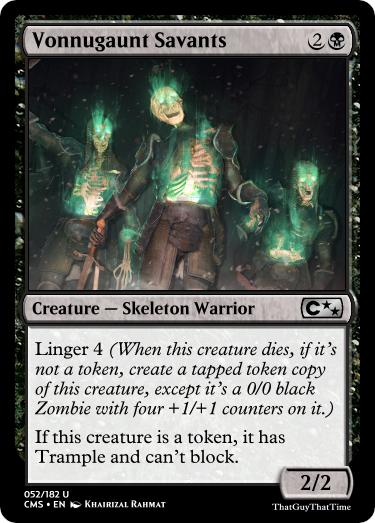 Vonnugaunt Savants 2
Creature — Skeleton Warrior C
Linger 4 (When this creature dies, if it's
not a token, create a tapped token copy
of this creature, except it's a 0/0 black
Zombie with four +1/+1 counters on it.)
If this creature is a token, it has
Trample and can't block.
2/2
052/182 U
CMS • EN Khairizal Rahmat
ThatGuyThatTime